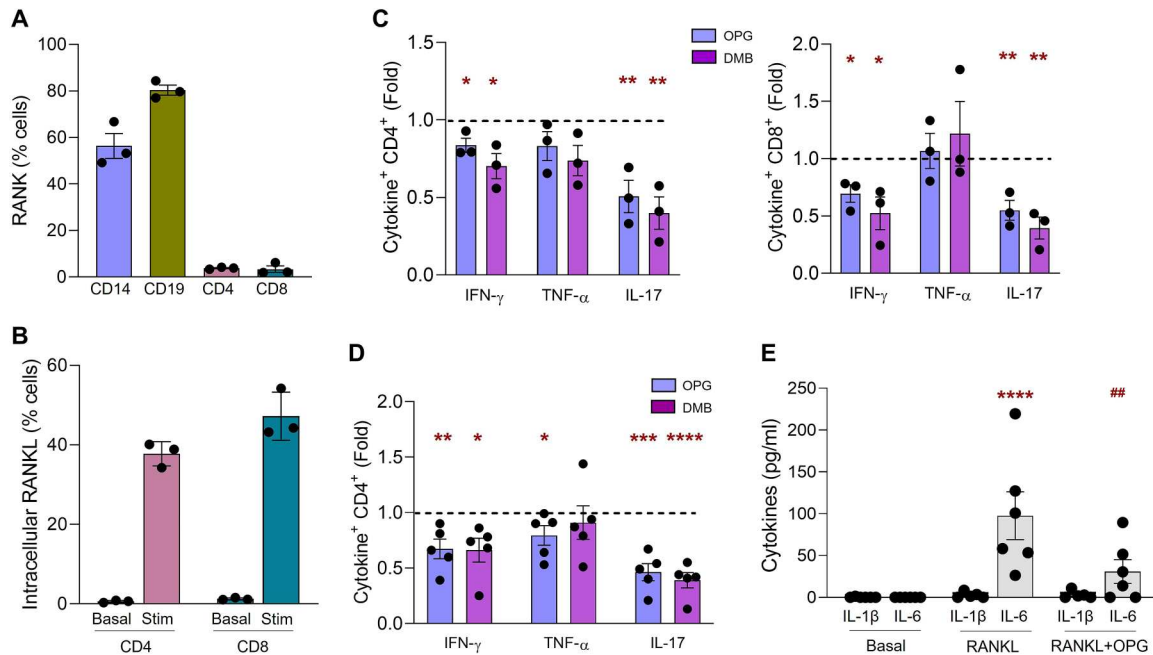 A
RANK (% cells)
100
80
60
40
20
0
CD14 CD19 CD4 CD8
B
Intracellular RANKL (% cells)
60
40
20
0
Basal Stim Basal Stim
CD4 CD8
C
Cytokine⁺ CD4⁺ (Fold)
1.5
1.0
0.5
0.0
* * ** **
IFN-γ TNF-α IL-17
OPG
DMB
Cytokine⁺ CD8⁺ (Fold)
2.0
1.5
1.0
0.5
0.0
* * ** **
IFN-γ TNF-α IL-17
D
Cytokine⁺ CD4⁺ (Fold)
2.0
1.5
1.0
0.5
0.0
OPG
DMB
** * * *** ****
IFN-γ TNF-α IL-17
E
Cytokines (pg/ml)
250
200
150
100
50
0
**** ##
IL-1β IL-6 IL-1β IL-6 IL-1β IL-6
Basal RANKL RANKL+OPG